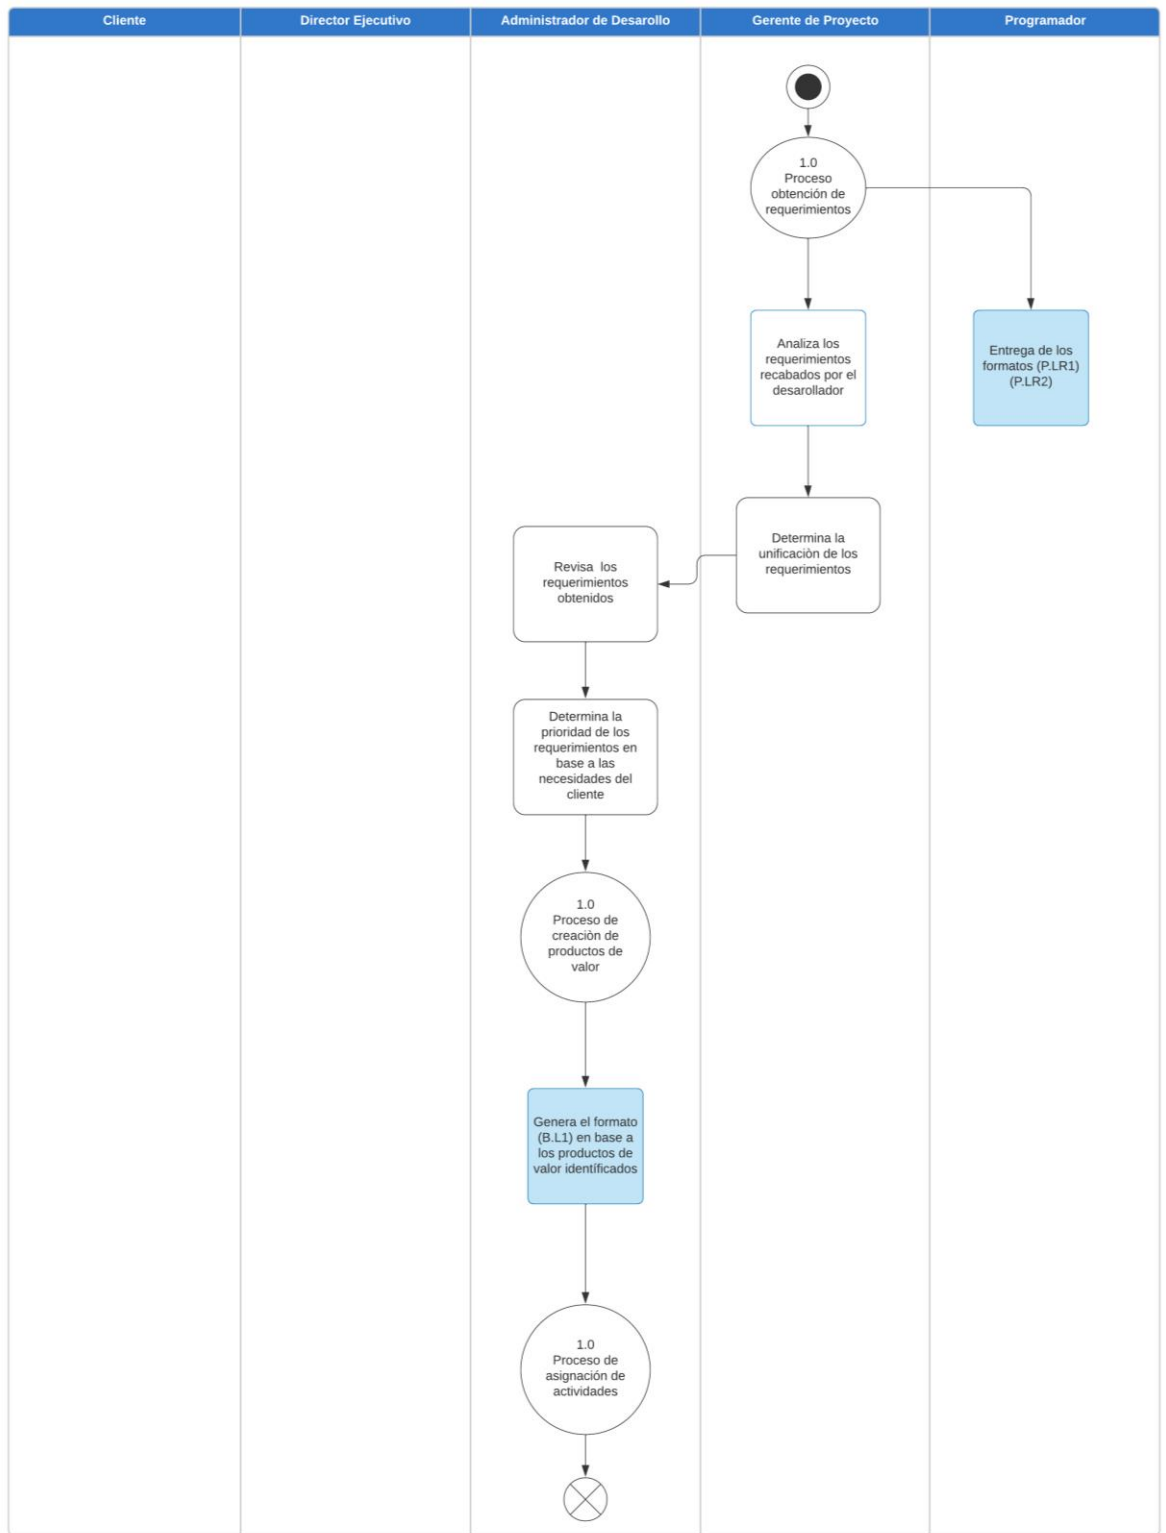 Cliente
Director Ejecutivo
Administrador de Desarollo
Gerente de Proyecto
Programador
1.0
Proceso
obtención de
requerimientos
Analiza los
requerimientos
recabados por el
desarollador
Entrega de los
formatos (P.LR1)
(P.LR2)
Determina la
unificaciòn de los
requerimientos
Revisa los
requerimientos
obtenidos
Determina la
prioridad de los
requerimientos en
base a las
necesidades del
cliente
1.0
Proceso de
creaciòn de
productos de
valor
Genera el formato
(B.L1) en base a
los productos de
valor identíficados
1.0
Proceso de
asignación de
actividades